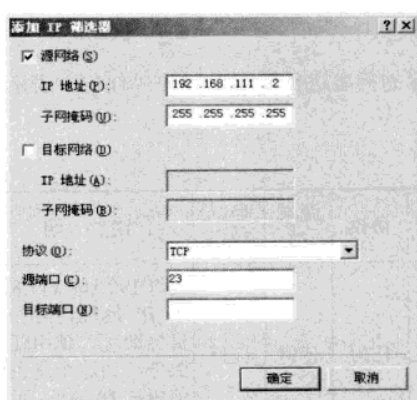 添加 IP 筛选器
源网络(S)
IP 地址(P): 192 .168 .111 . 2
子网掩码(U): 255 .255 .255 .255
目标网络(D)
IP 地址(A):
子网掩码(B):
协议(O): TCP
源端口(C): 23
目标端口(N):
确定 取消